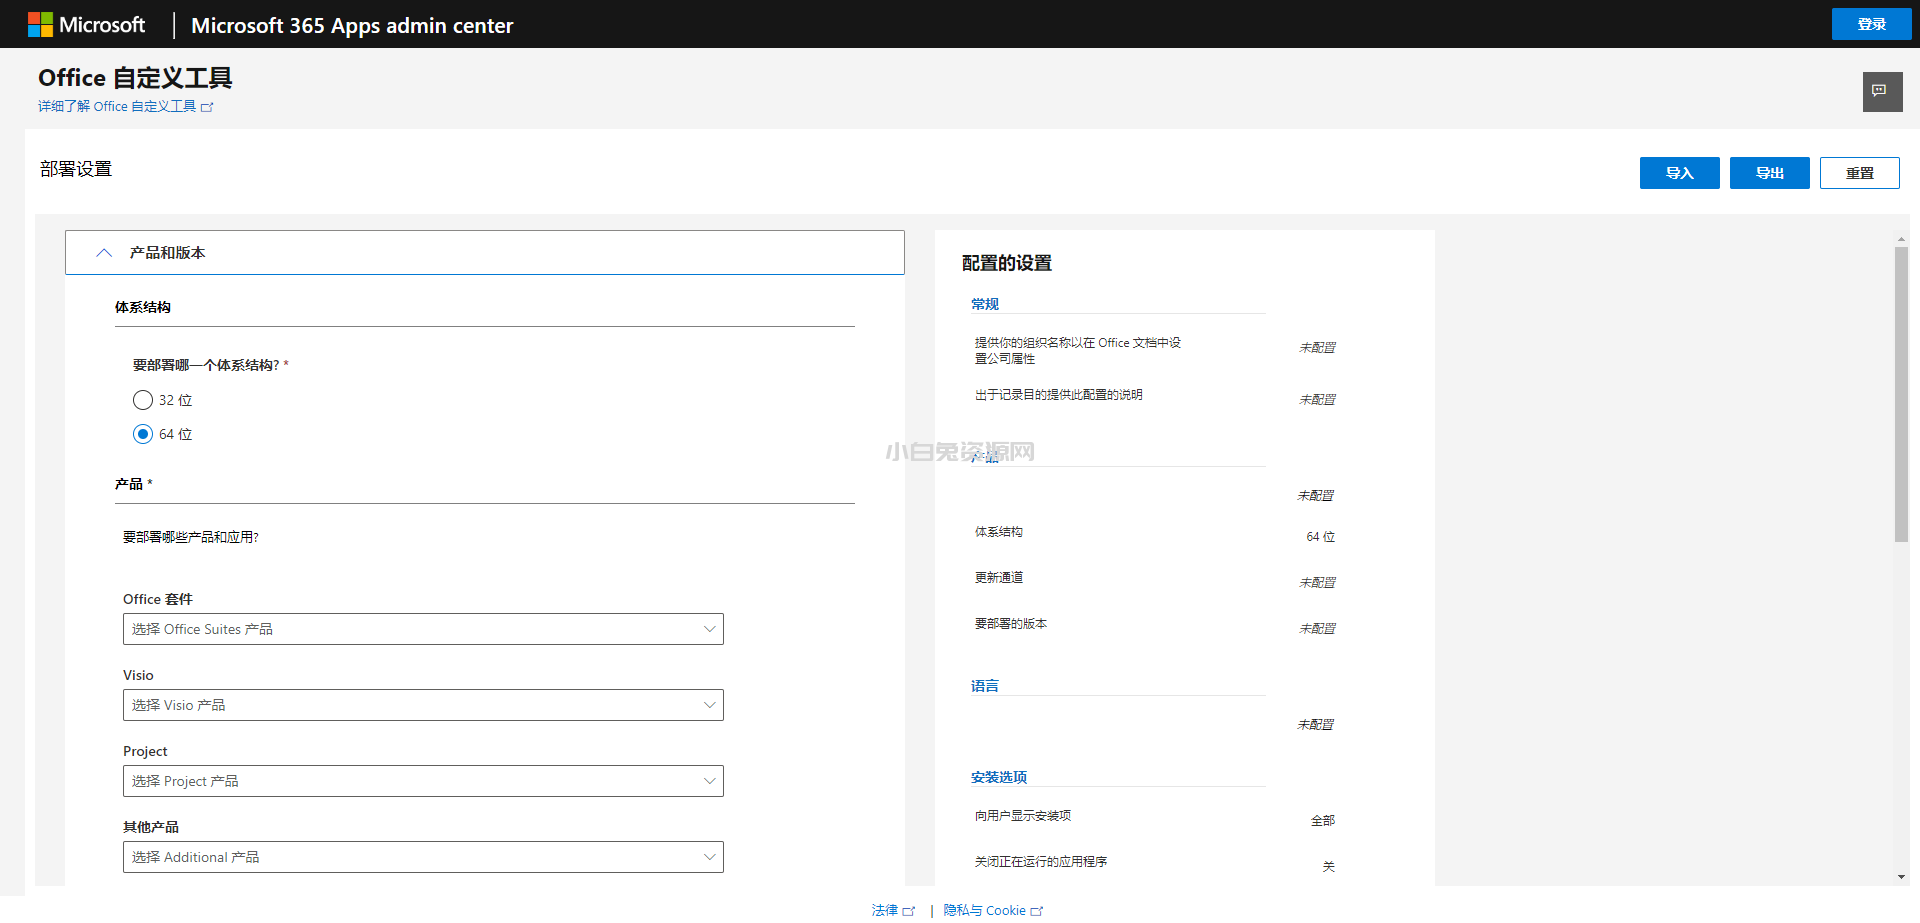 Microsoft | Microsoft 365 Apps admin center
登录
Office 自定义工具
详细了解 Office 自定义工具
部署设置
导入
导出
重置
产品和版本
体系结构
要部署哪一个体系结构? *
32 位
64 位
产品 *
要部署哪些产品和应用?
Office 套件
选择 Office Suites 产品
Visio
选择 Visio 产品
Project
选择 Project 产品
其他产品
选择 Additional 产品
配置的设置
常规
提供你的组织名称以在 Office 文档中设
置公司属性
未配置
出于记录目的提供此配置的说明
未配置
小白兔资源网
产品
未配置
体系结构
64 位
更新通道
未配置
要部署的版本
未配置
语言
未配置
安装选项
向用户显示安装项
全部
关闭正在运行的应用程序
关
法律 | 隐私与 Cookie